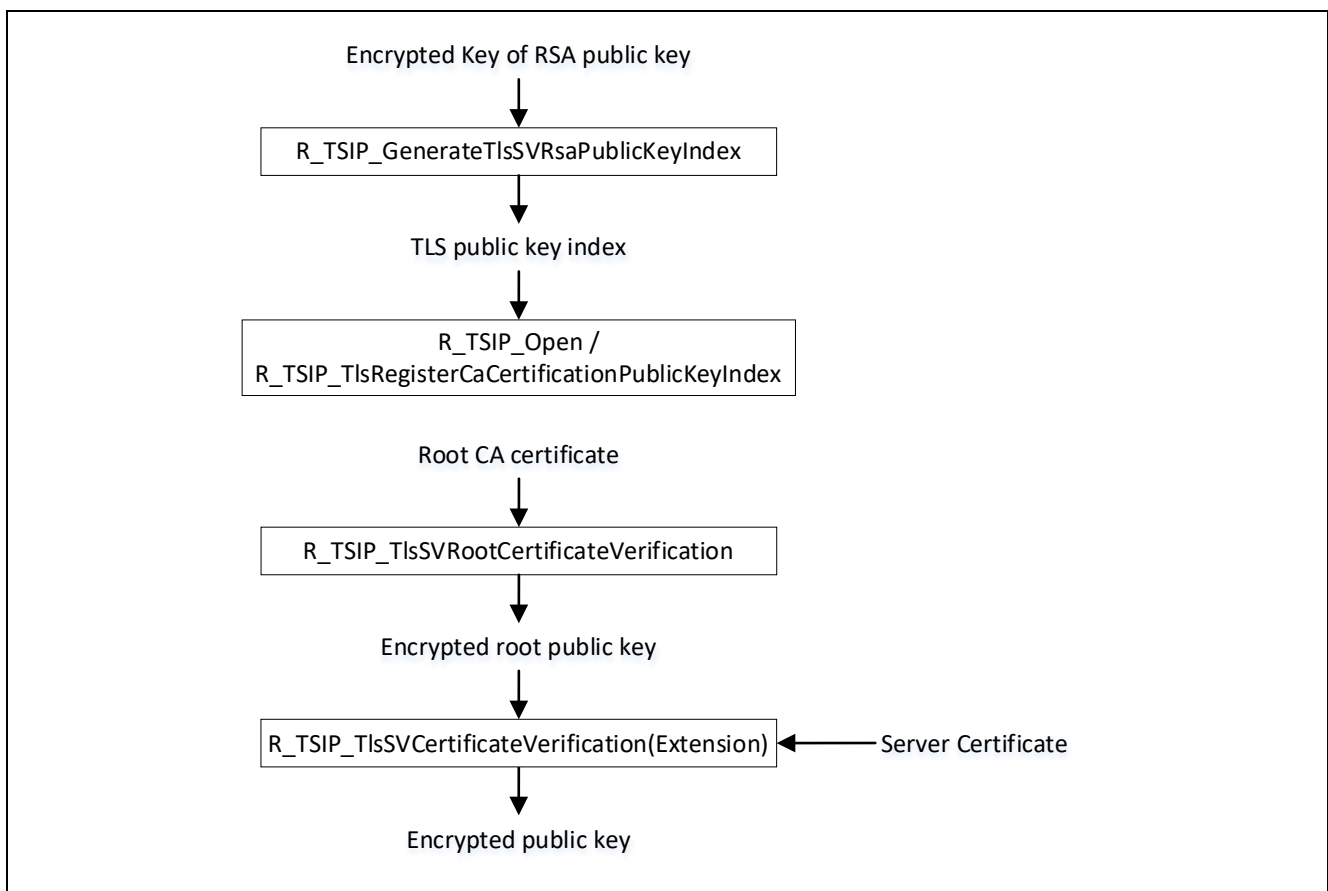 Encrypted Key of RSA public key
R_TSIP_GenerateTlsSVRsaPublicKeyIndex
TLS public key index
R_TSIP_Open /
R_TSIP_TlsRegisterCaCertificationPublicKeyIndex
Root CA certificate
R_TSIP_TlsSVRootCertificateVerification
Encrypted root public key
R_TSIP_TlsSVCertificateVerification(Extension)
Server Certificate
Encrypted public key